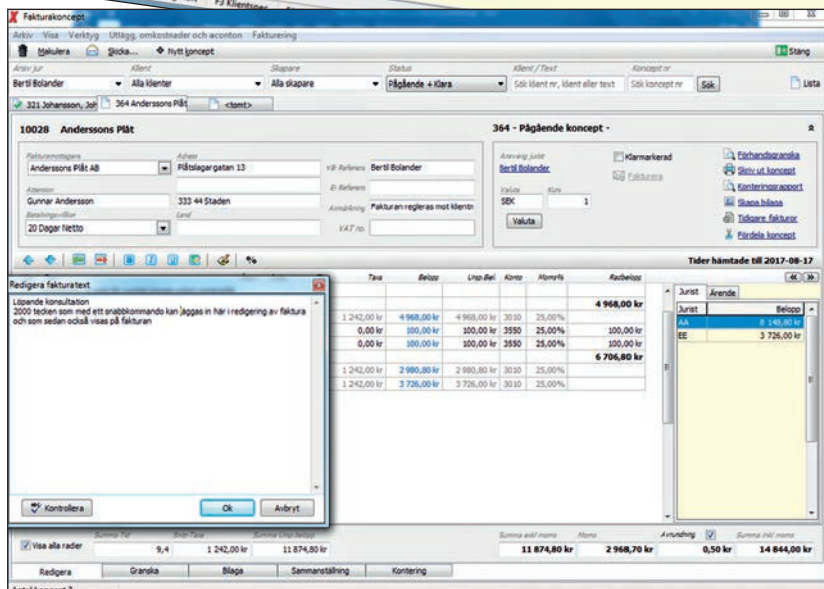 F3 Klientspec
Fakturakoncept
Arkiv Visa Verktyg Utlägg, omkostnader och aconton Fakturering
Makulera Skicka... Nytt koncept Stäng
Ansv jur Klient Skapare Status Klient / Text Koncept nr
Bertil Bolander Alla klienter Alla skapare Pågående + Klara Sök klient nr, klient eller text Sök koncept nr Sök Lista
321 Johansson, Joh 364 Anderssons Plåt <tomt>
10028 Anderssons Plåt 364 - Pågående koncept -
Fakturamottagare Adress Ansvarig jurist Klarmarkerad Förhandsgranska
Anderssons Plåt AB Plåtslagargatan 13 Vår Referens Bertil Bolander Bertil Bolander Fakturera Skriv ut koncept
Attention Er Referens Valuta Kurs Konteringsrapport
Gunnar Andersson 333 44 Staden Anmärkning Fakturan regleras mot klientm SEK 1 Skapa bilaga
Betalningsvillkor Land VAT no. Valuta Tidigare fakturor
20 Dagar Netto Fördela koncept
B I U % Tider hämtade till 2017-08-17
Redigera fakturatext
Löpande konsultation
2000 tecken som med ett snabbkommando kan läggas in här i redigering av faktura
och som sedan också visas på fakturan
Kontrollera Ok Avbryt
Taxa Belopp Ursp.Bel. Konto Moms% Radbelopp
4 968,00 kr
1 242,00 kr 4 968,00 kr 4 968,00 kr 3010 25,00%
0,00 kr 100,00 kr 100,00 kr 3550 25,00% 100,00 kr
0,00 kr 100,00 kr 100,00 kr 3550 25,00% 100,00 kr
6 706,80 kr
1 242,00 kr 2 980,80 kr 2 980,80 kr 3010 25,00%
1 242,00 kr 3 726,00 kr 3 726,00 kr 3010 25,00%
Jurist Ärende
Jurist Belopp
AA 8 148,80 kr
EE 3 726,00 kr
Summa Tid Snitt-Taxa Summa Ursp.belopp Summa exkl moms Moms Avrundning Summa inkl moms
Visa alla rader 9,4 1 242,00 kr 11 874,80 kr 11 874,80 kr 2 968,70 kr 0,50 kr 14 844,00 kr
Redigera Granska Bilaga Sammanställning Kontering